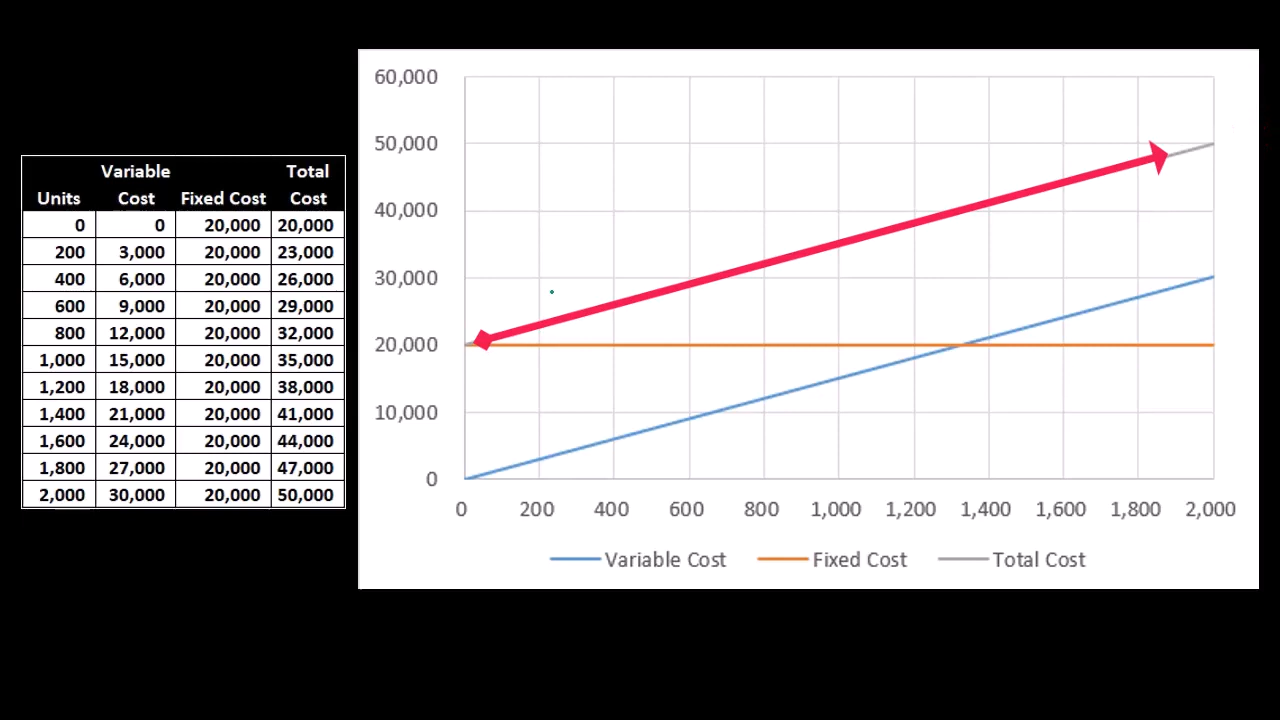 Variable Total
Units Cost Fixed Cost Cost
0 0 20,000 20,000
200 3,000 20,000 23,000
400 6,000 20,000 26,000
600 9,000 20,000 29,000
800 12,000 20,000 32,000
1,000 15,000 20,000 35,000
1,200 18,000 20,000 38,000
1,400 21,000 20,000 41,000
1,600 24,000 20,000 44,000
1,800 27,000 20,000 47,000
2,000 30,000 20,000 50,000
60,000
50,000
40,000
30,000
20,000
10,000
0
0 200 400 600 800 1,000 1,200 1,400 1,600 1,800 2,000
Variable Cost Fixed Cost Total Cost